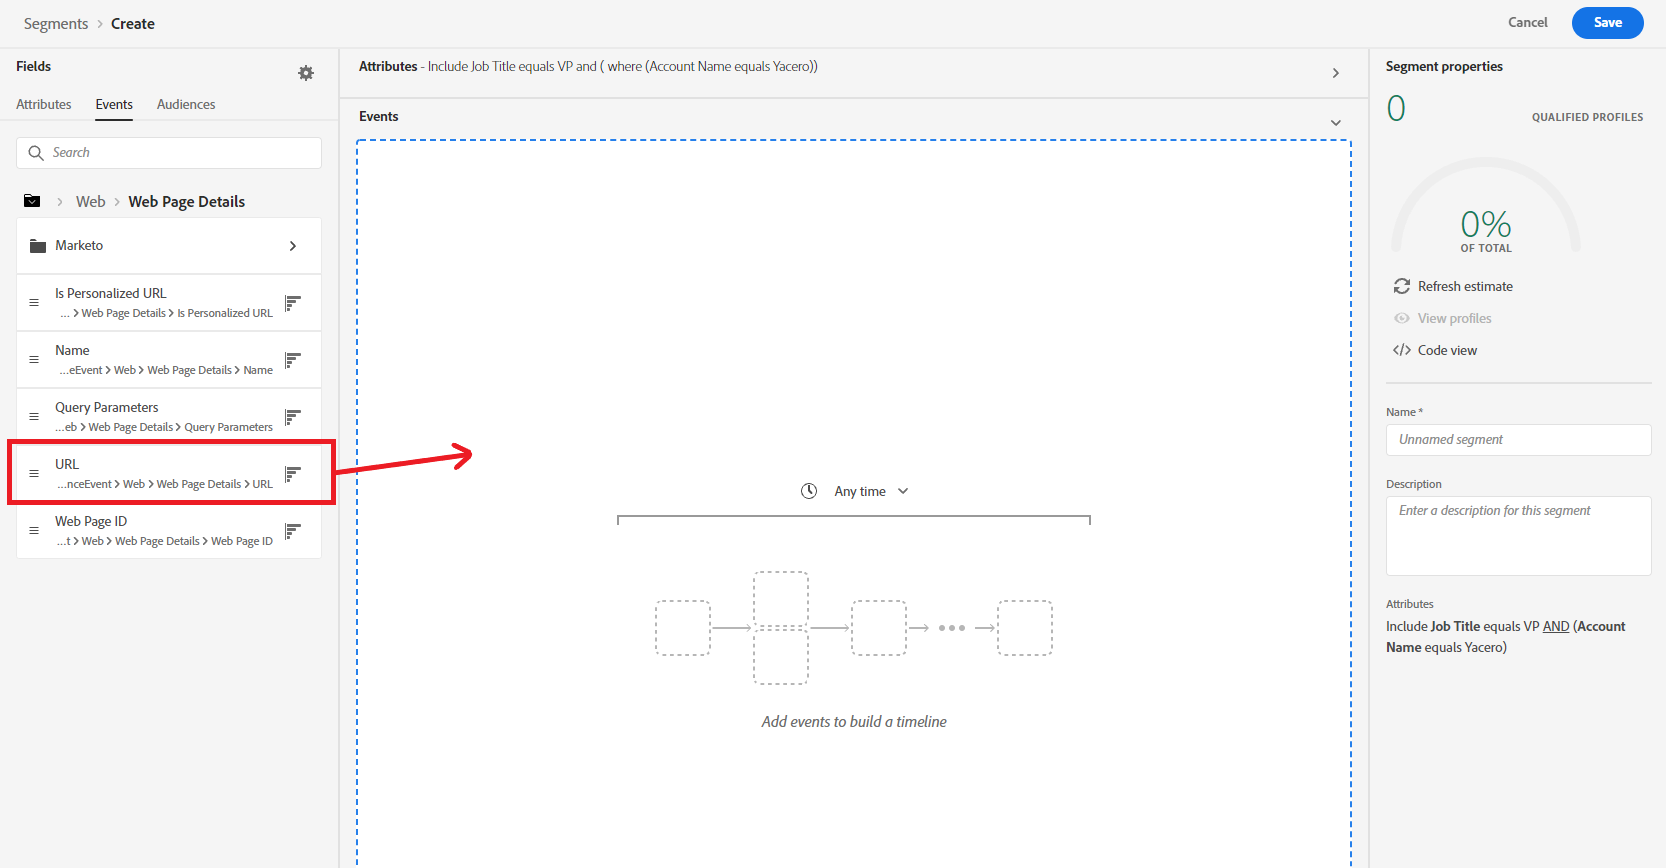 Segments > Create
Cancel
Save
Fields
Attributes
Events
Audiences
Search
> Web > Web Page Details
Marketo
Is Personalized URL
... > Web Page Details > Is Personalized URL
Name
...eEvent > Web > Web Page Details > Name
Query Parameters
...eb > Web Page Details > Query Parameters
URL
...nceEvent > Web > Web Page Details > URL
Web Page ID
...t > Web > Web Page Details > Web Page ID
Attributes - Include Job Title equals VP and ( where (Account Name equals Yacero))
Events
Any time
Add events to build a timeline
Segment properties
0
QUALIFIED PROFILES
0%
OF TOTAL
Refresh estimate
View profiles
</> Code view
Name *
Unnamed segment
Description
Enter a description for this segment
Attributes
Include Job Title equals VP AND (Account
Name equals Yacero)